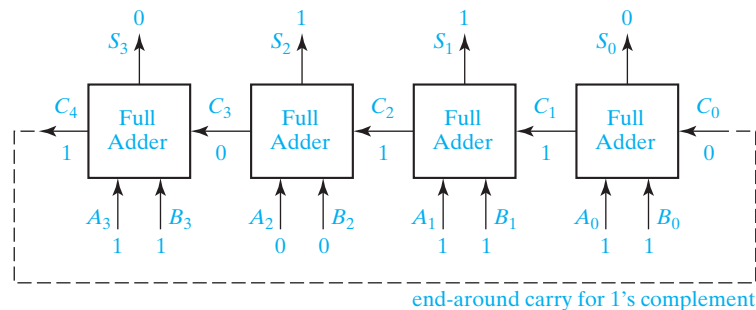 0 1 1 0
S3 S2 S1 S0
C4 Full Adder C3 Full Adder C2 Full Adder C1 Full Adder C0
1 0 1 1 0
A3 B3 A2 B2 A1 B1 A0 B0
1 1 0 0 1 1 1 1
end-around carry for 1's complement